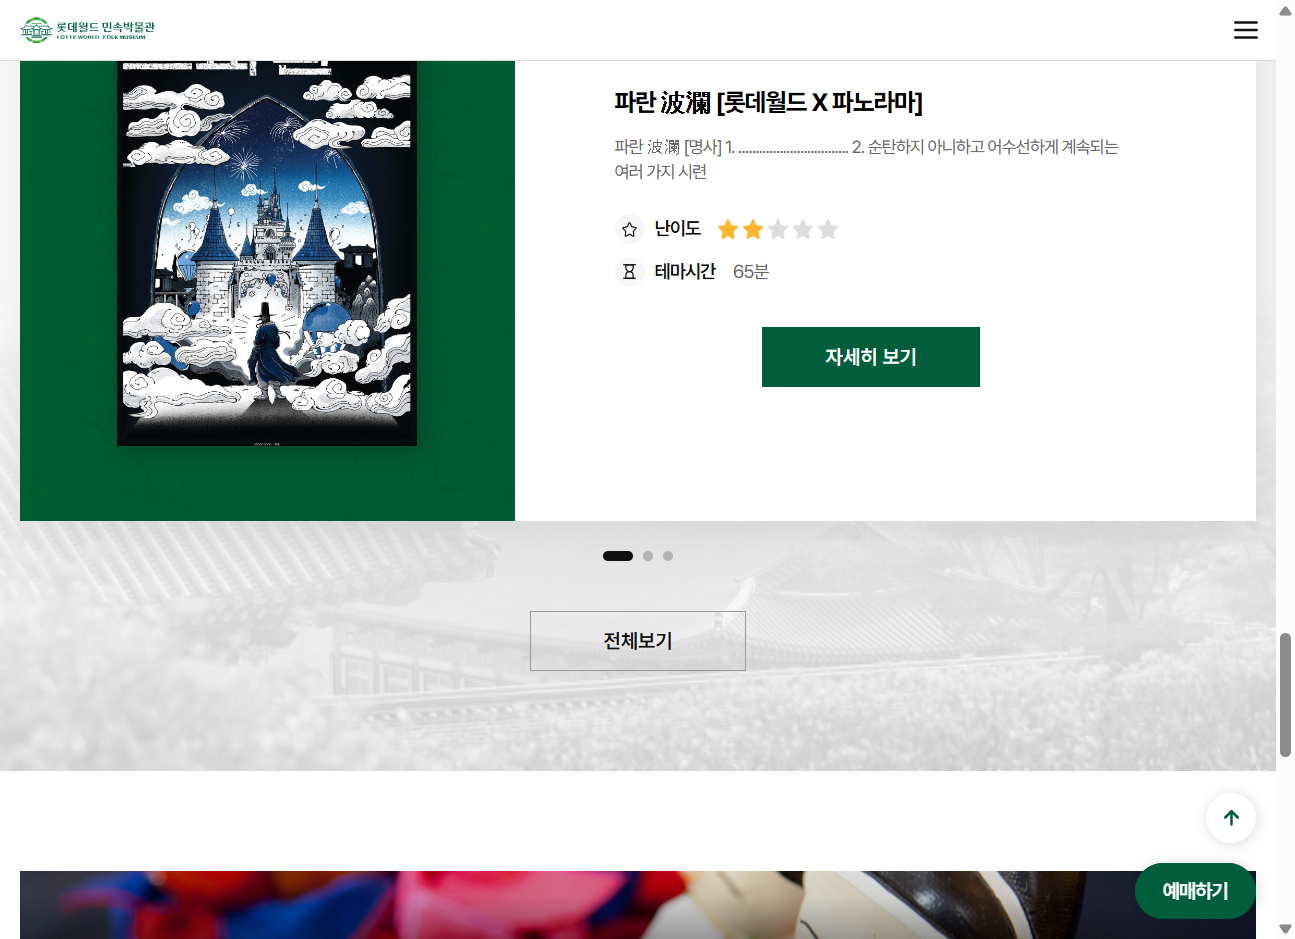 롯데월드 민속박물관
LOTTE WORLD FOLK MUSEUM
파란 波瀾 [롯데월드 X 파노라마]
파란 波瀾 [명사] 1. ................................ 2. 순탄하지 아니하고 어수선하게 계속되는
여러 가지 시련
난이도
테마시간 65분
자세히 보기
전체보기
예매하기